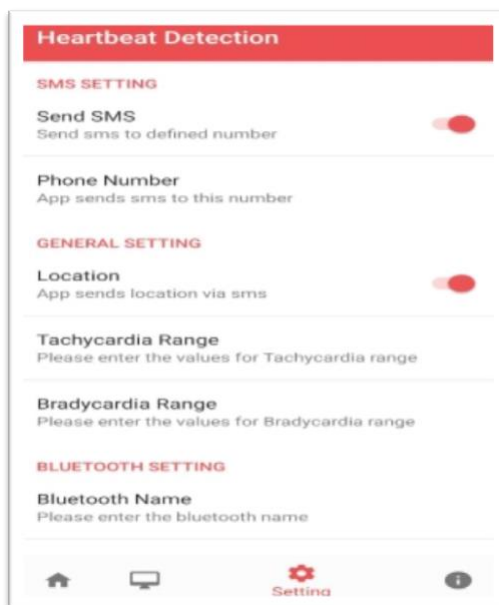 Heartbeat Detection
SMS SETTING
Send SMS
Send sms to defined number
Phone Number
App sends sms to this number
GENERAL SETTING
Location
App sends location via sms
Tachycardia Range
Please enter the values for Tachycardia range
Bradycardia Range
Please enter the values for Bradycardia range
BLUETOOTH SETTING
Bluetooth Name
Please enter the bluetooth name
Setting